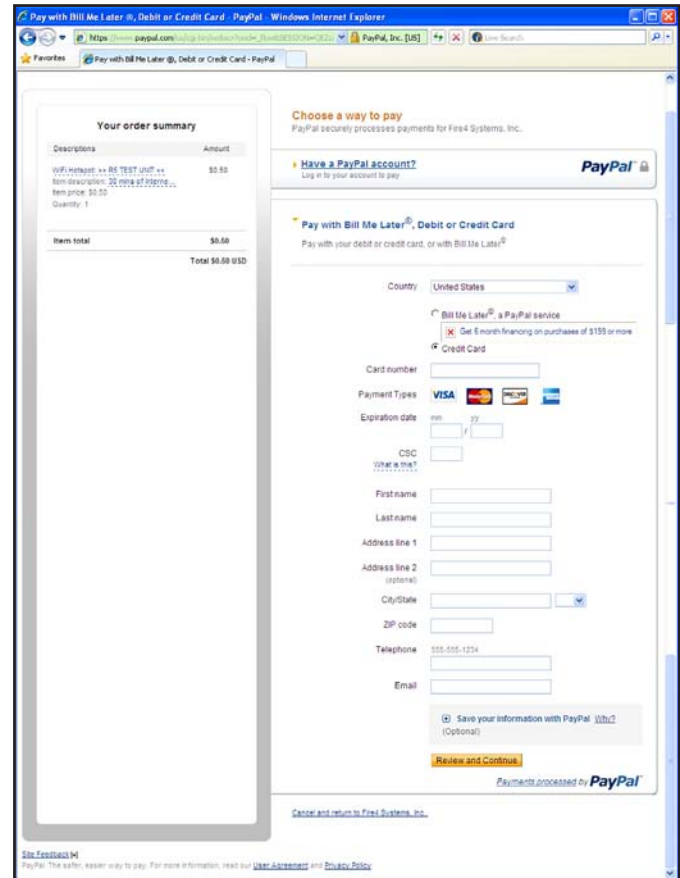 Pay with Bill Me Later ®, Debit or Credit Card - PayPal - Windows Internet Explorer
PayPal, Inc. [US] Live Search
Favorites Pay with Bill Me Later ®, Debit or Credit Card - PayPal
Your order summary
Descriptions Amount
WiFi Hotspot: >> R5 TEST UNIT << $0.50
Item description: 30 mins of Interne...
Item price: $0.50
Quantity: 1
Item total $0.50
Total $0.50 USD
Choose a way to pay
PayPal securely processes payments for Fire4 Systems, Inc.
Have a PayPal account? PayPal
Log in to your account to pay
Pay with Bill Me Later®, Debit or Credit Card
Pay with your debit or credit card, or with Bill Me Later®
Country United States
Bill Me Later®, a PayPal service
Get 6 month financing on purchases of $199 or more
Credit Card
Card number
Payment Types VISA MasterCard DISCOVER
Expiration date mm yy
/
CSC
What is this?
First name
Last name
Address line 1
Address line 2
(optional)
City/State
ZIP code
Telephone 555-555-1234
Email
Save your information with PayPal Why?
(Optional)
Review and Continue
Payments processed by PayPal
Cancel and return to Fire4 Systems, Inc.
Site Feedback [+]
PayPal. The safer, easier way to pay. For more information, read our User Agreement and Privacy Policy.